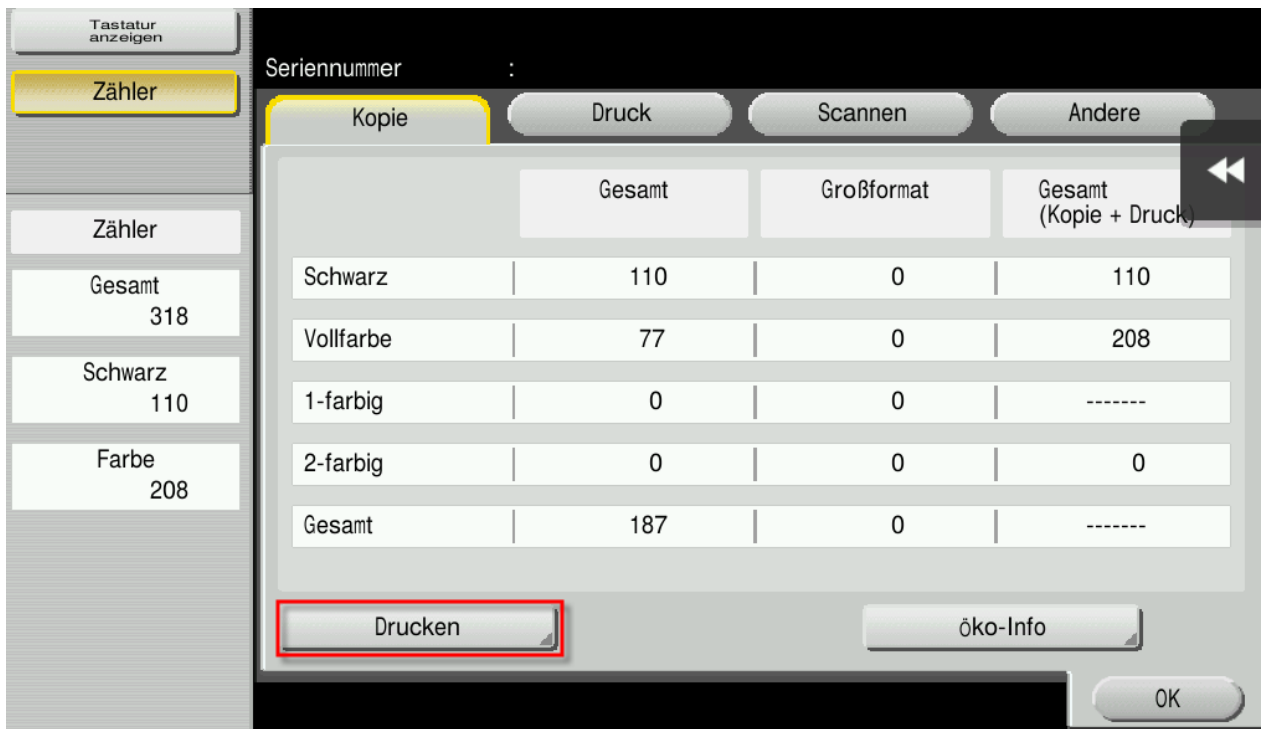 Tastatur
anzeigen
Zähler
Zähler
Gesamt
318
Schwarz
110
Farbe
208
Seriennummer :
Kopie Druck Scannen Andere
Gesamt Großformat Gesamt
(Kopie + Druck)
Schwarz 110 0 110
Vollfarbe 77 0 208
1-farbig 0 0 -------
2-farbig 0 0 0
Gesamt 187 0 -------
Drucken öko-Info
OK